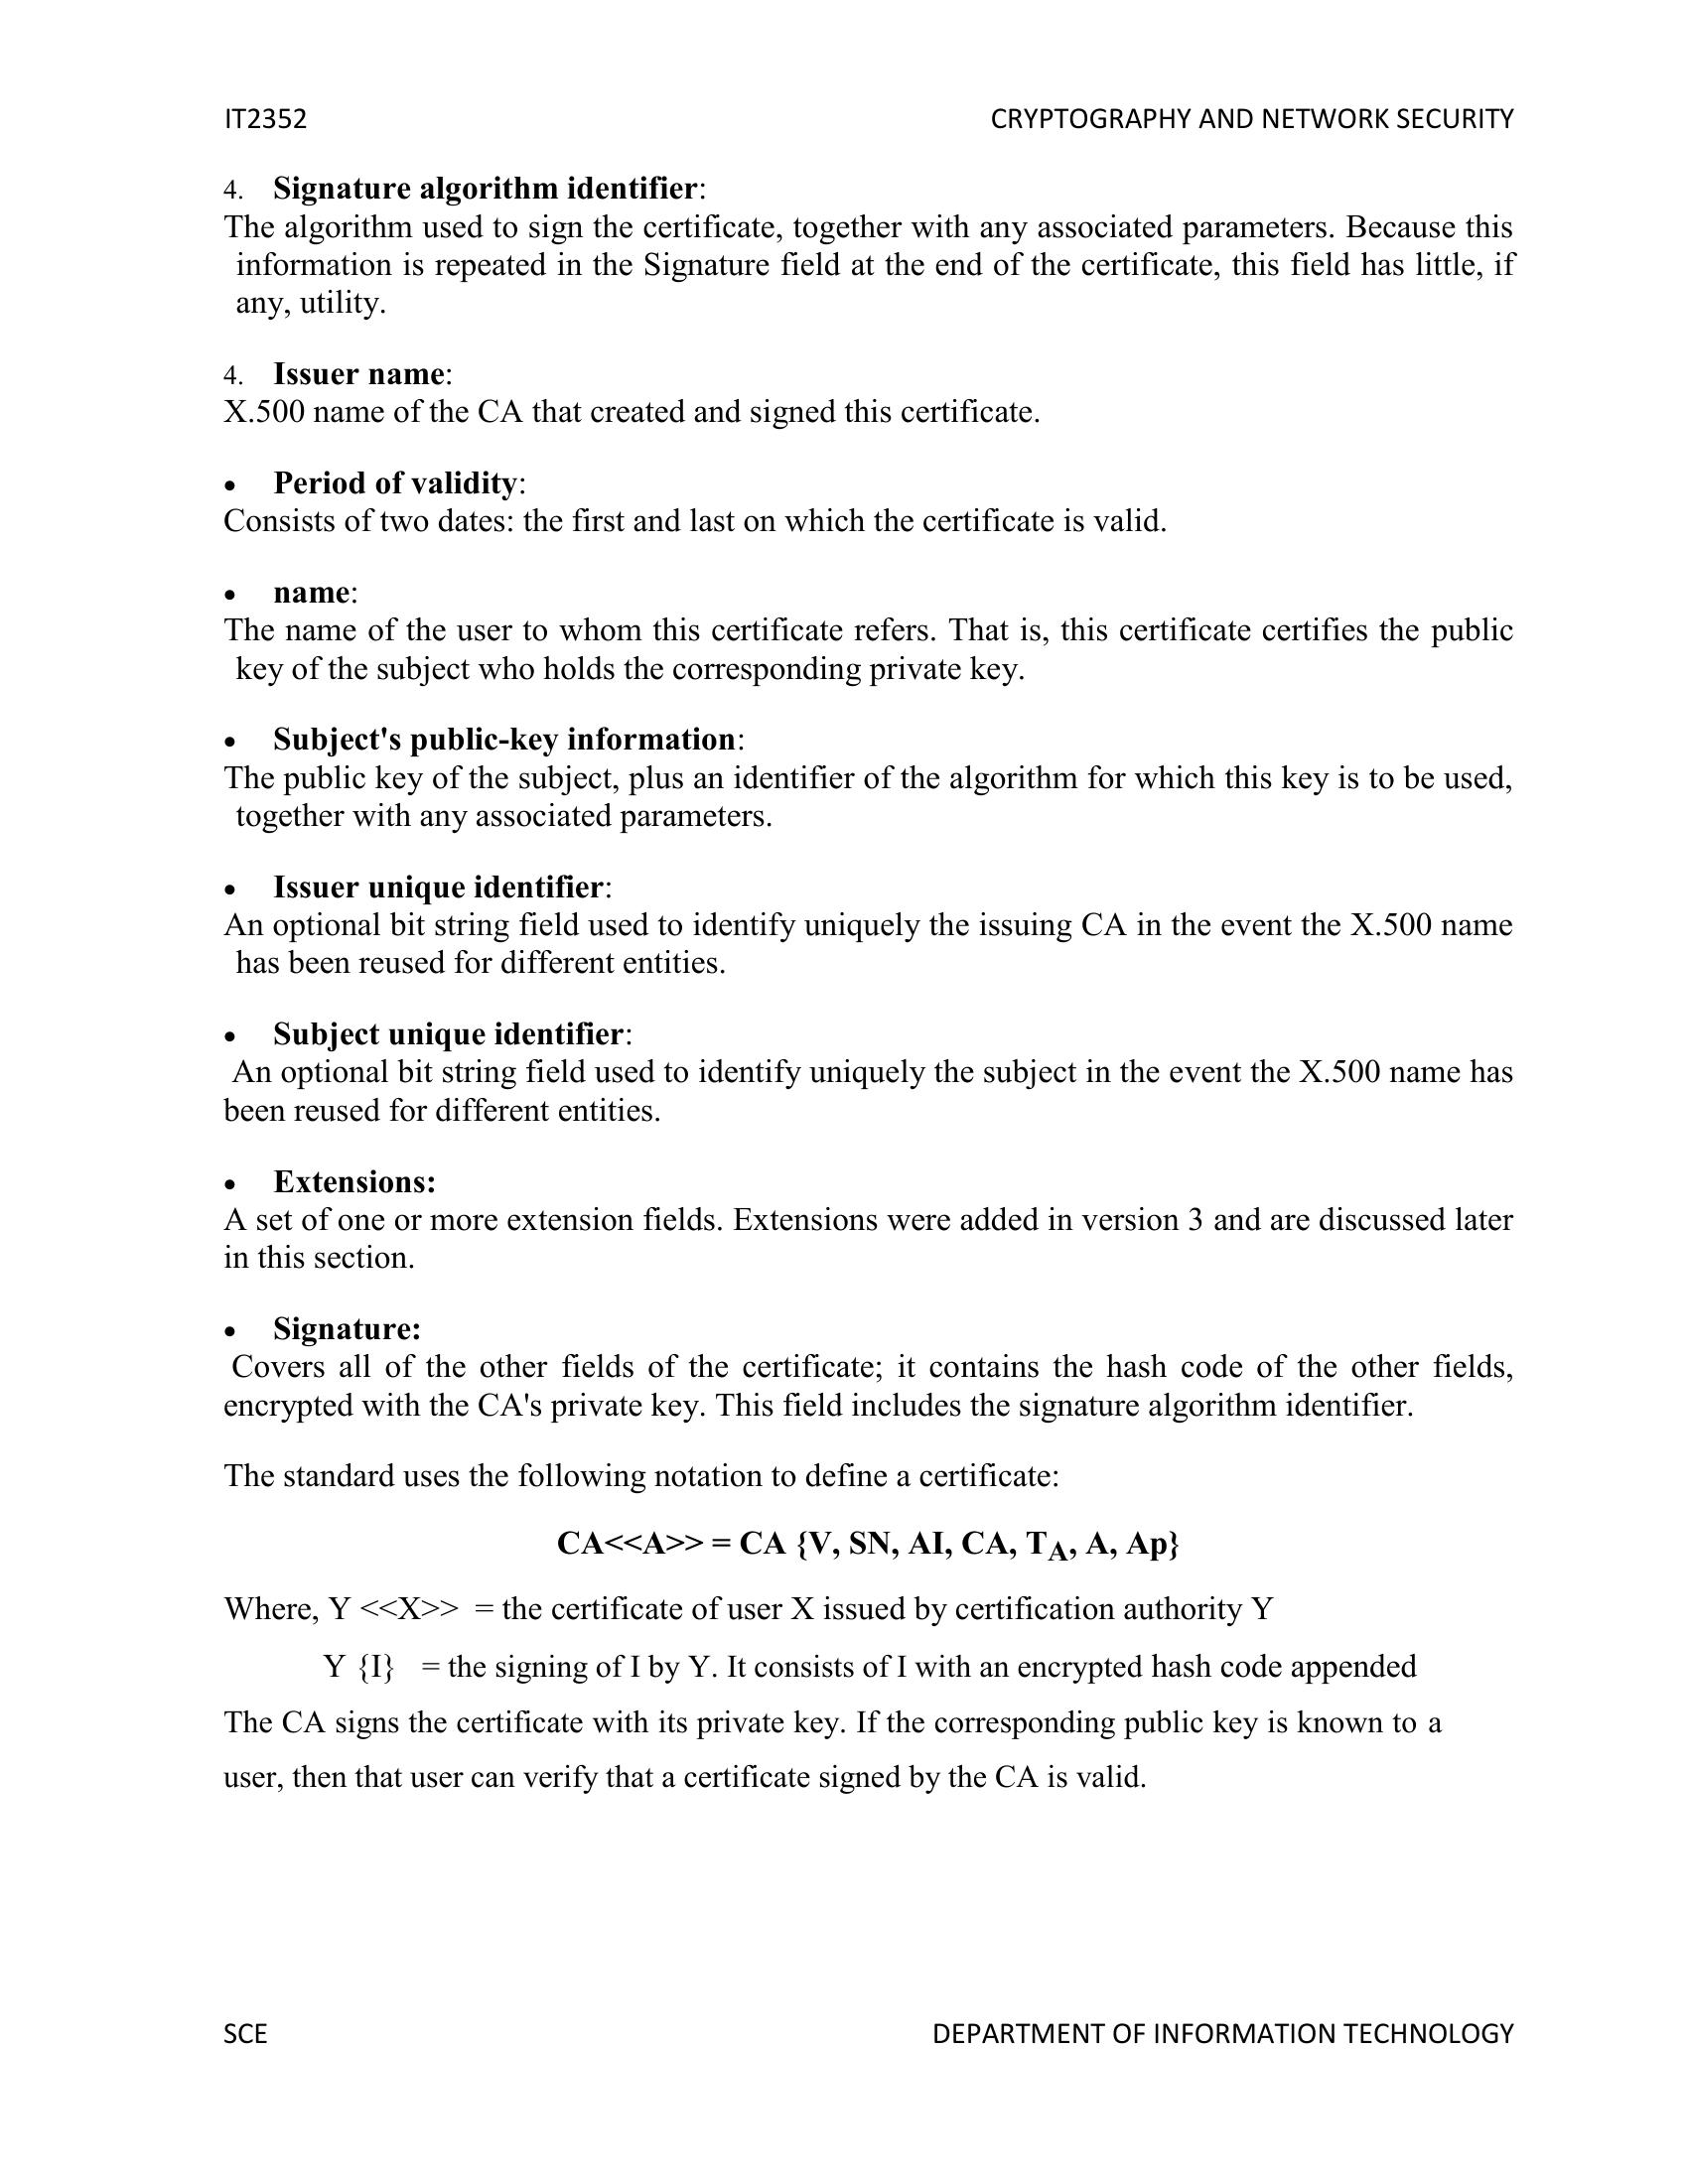 IT2352 CRYPTOGRAPHY AND NETWORK SECURITY
4. Signature algorithm identifier:
The algorithm used to sign the certificate, together with any associated parameters. Because this
information is repeated in the Signature field at the end of the certificate, this field has little, if
any, utility.
4. Issuer name:
X.500 name of the CA that created and signed this certificate.
• Period of validity:
Consists of two dates: the first and last on which the certificate is valid.
• name:
The name of the user to whom this certificate refers. That is, this certificate certifies the public
key of the subject who holds the corresponding private key.
• Subject's public-key information:
The public key of the subject, plus an identifier of the algorithm for which this key is to be used,
together with any associated parameters.
• Issuer unique identifier:
An optional bit string field used to identify uniquely the issuing CA in the event the X.500 name
has been reused for different entities.
• Subject unique identifier:
An optional bit string field used to identify uniquely the subject in the event the X.500 name has
been reused for different entities.
• Extensions:
A set of one or more extension fields. Extensions were added in version 3 and are discussed later
in this section.
• Signature:
Covers all of the other fields of the certificate; it contains the hash code of the other fields,
encrypted with the CA's private key. This field includes the signature algorithm identifier.
The standard uses the following notation to define a certificate:
CA<<A>> = CA {V, SN, AI, CA, TA, A, Ap}
Where, Y <<X>> = the certificate of user X issued by certification authority Y
Y {I} = the signing of I by Y. It consists of I with an encrypted hash code appended
The CA signs the certificate with its private key. If the corresponding public key is known to a
user, then that user can verify that a certificate signed by the CA is valid.
SCE DEPARTMENT OF INFORMATION TECHNOLOGY